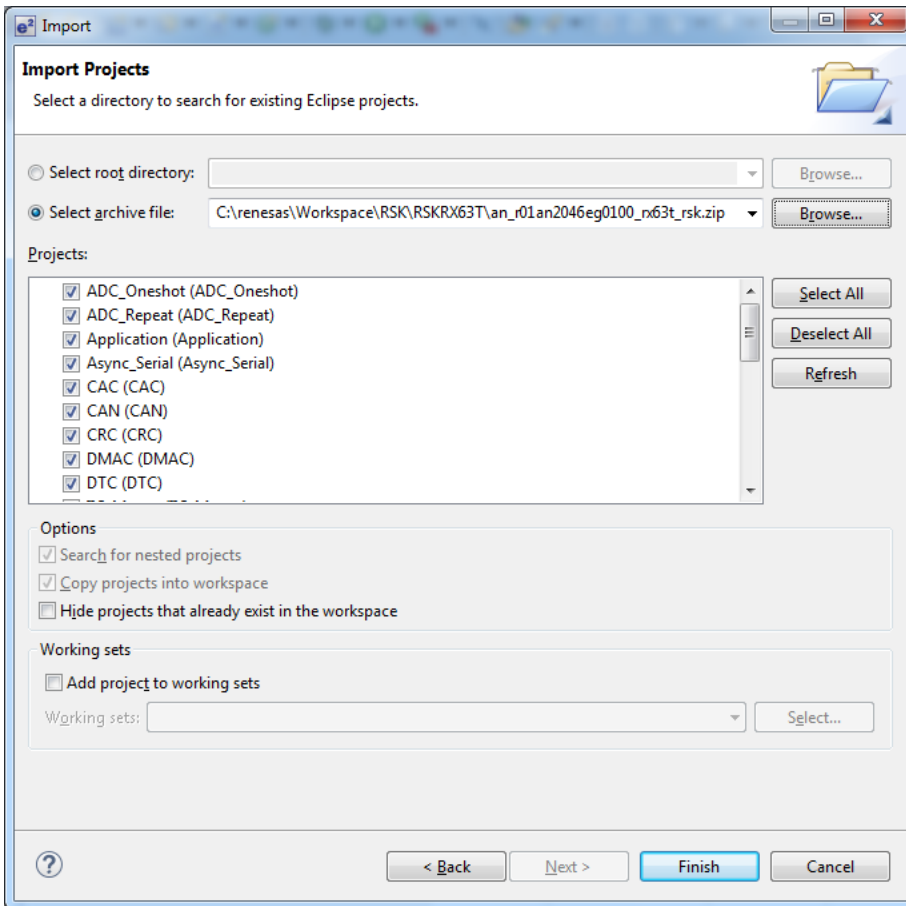 e² Import
Import Projects
Select a directory to search for existing Eclipse projects.
Select root directory:
Browse...
Select archive file: C:\renesas\Workspace\RSK\RSKRX63T\an_r01an2046eg0100_rx63t_rsk.zip Browse...
Projects:
ADC_Oneshot (ADC_Oneshot)
Select All
ADC_Repeat (ADC_Repeat)
Application (Application)
Deselect All
Async_Serial (Async_Serial)
Refresh
CAC (CAC)
CAN (CAN)
CRC (CRC)
DMAC (DMAC)
DTC (DTC)
Options
Search for nested projects
Copy projects into workspace
Hide projects that already exist in the workspace
Working sets
Add project to working sets
Working sets:
Select...
? < Back Next > Finish Cancel